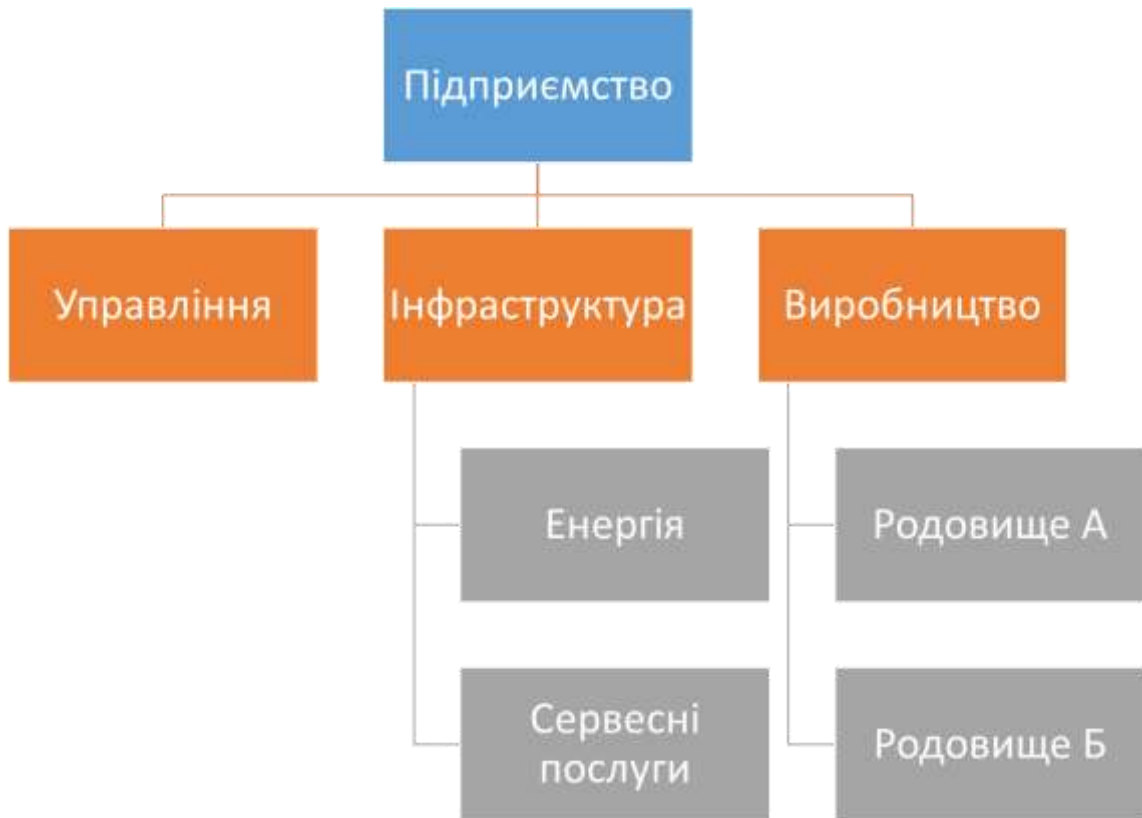 Підприємство
Управління
Інфраструктура
Виробництво
Енергія
Родовище А
Сервесні
послуги
Родовище Б